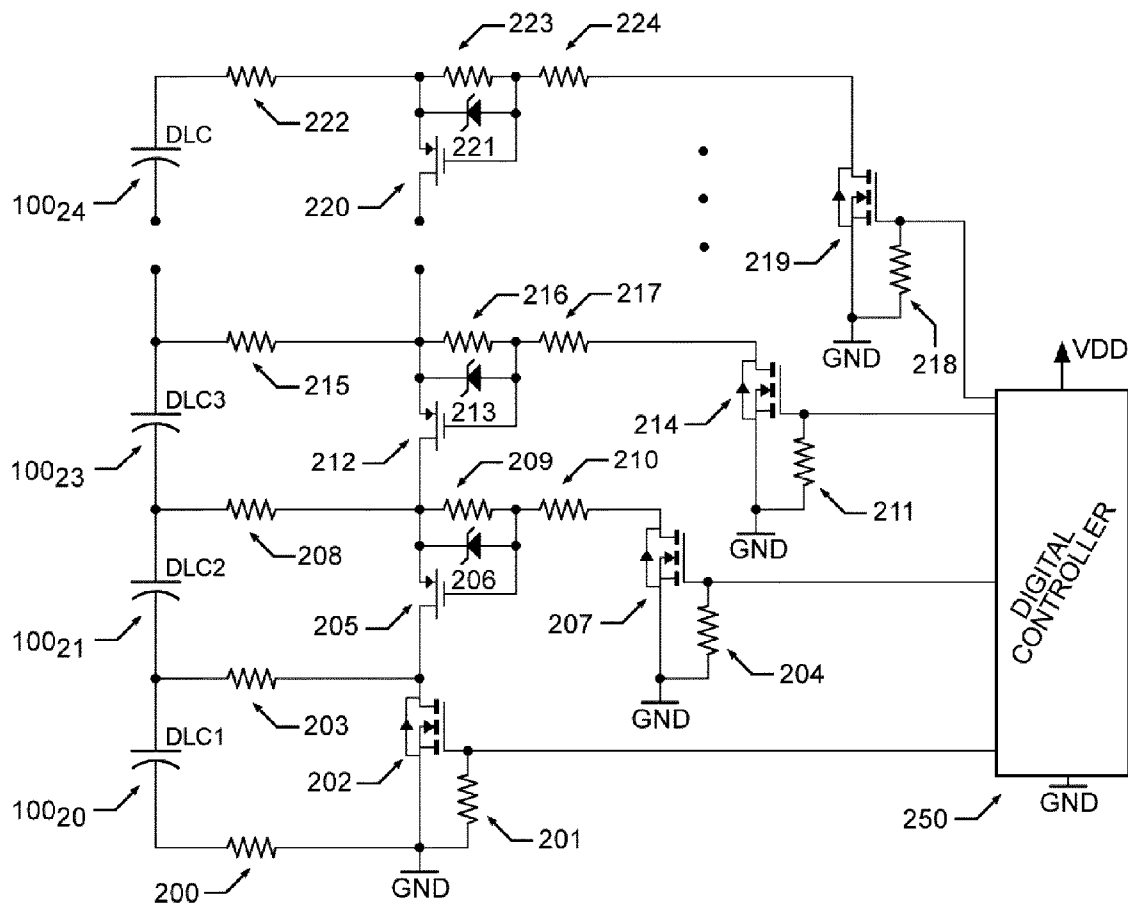 223
224
222
DLC
221
100₂₄
220
219
216
217
GND
218
VDD
215
DLC3
213
214
100₂₃
212
209
210
211
GND
208
DLC2
206
DIGITAL
CONTROLLER
100₂₁
205
207
204
GND
203
DLC1
202
100₂₀
201
250
GND
200
GND